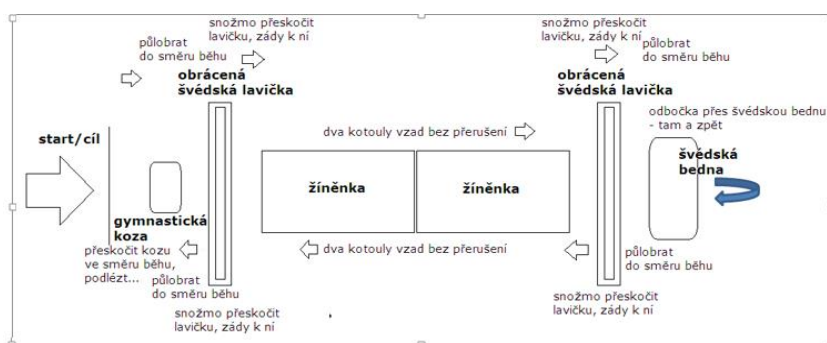 snožmo přeskočit
lavičku, zády k ní
půlobrat
do směru běhu
obrácená
švédská lavička
start/cíl
gymnastická
koza
přeskočit kozu
ve směru běhu,
podlézt...
půlobrat
do směru běhu
snožmo přeskočit
lavičku, zády k ní
dva kotouly vzad bez přerušení
žíněnka
žíněnka
dva kotouly vzad bez přerušení
snožmo přeskočit
lavičku, zády k ní
půlobrat
do směru běhu
obrácená
švédská lavička
odbočka přes švédskou bednu
- tam a zpět
švédská
bedna
půlobrat
do směru běhu
snožmo přeskočit
lavičku, zády k ní